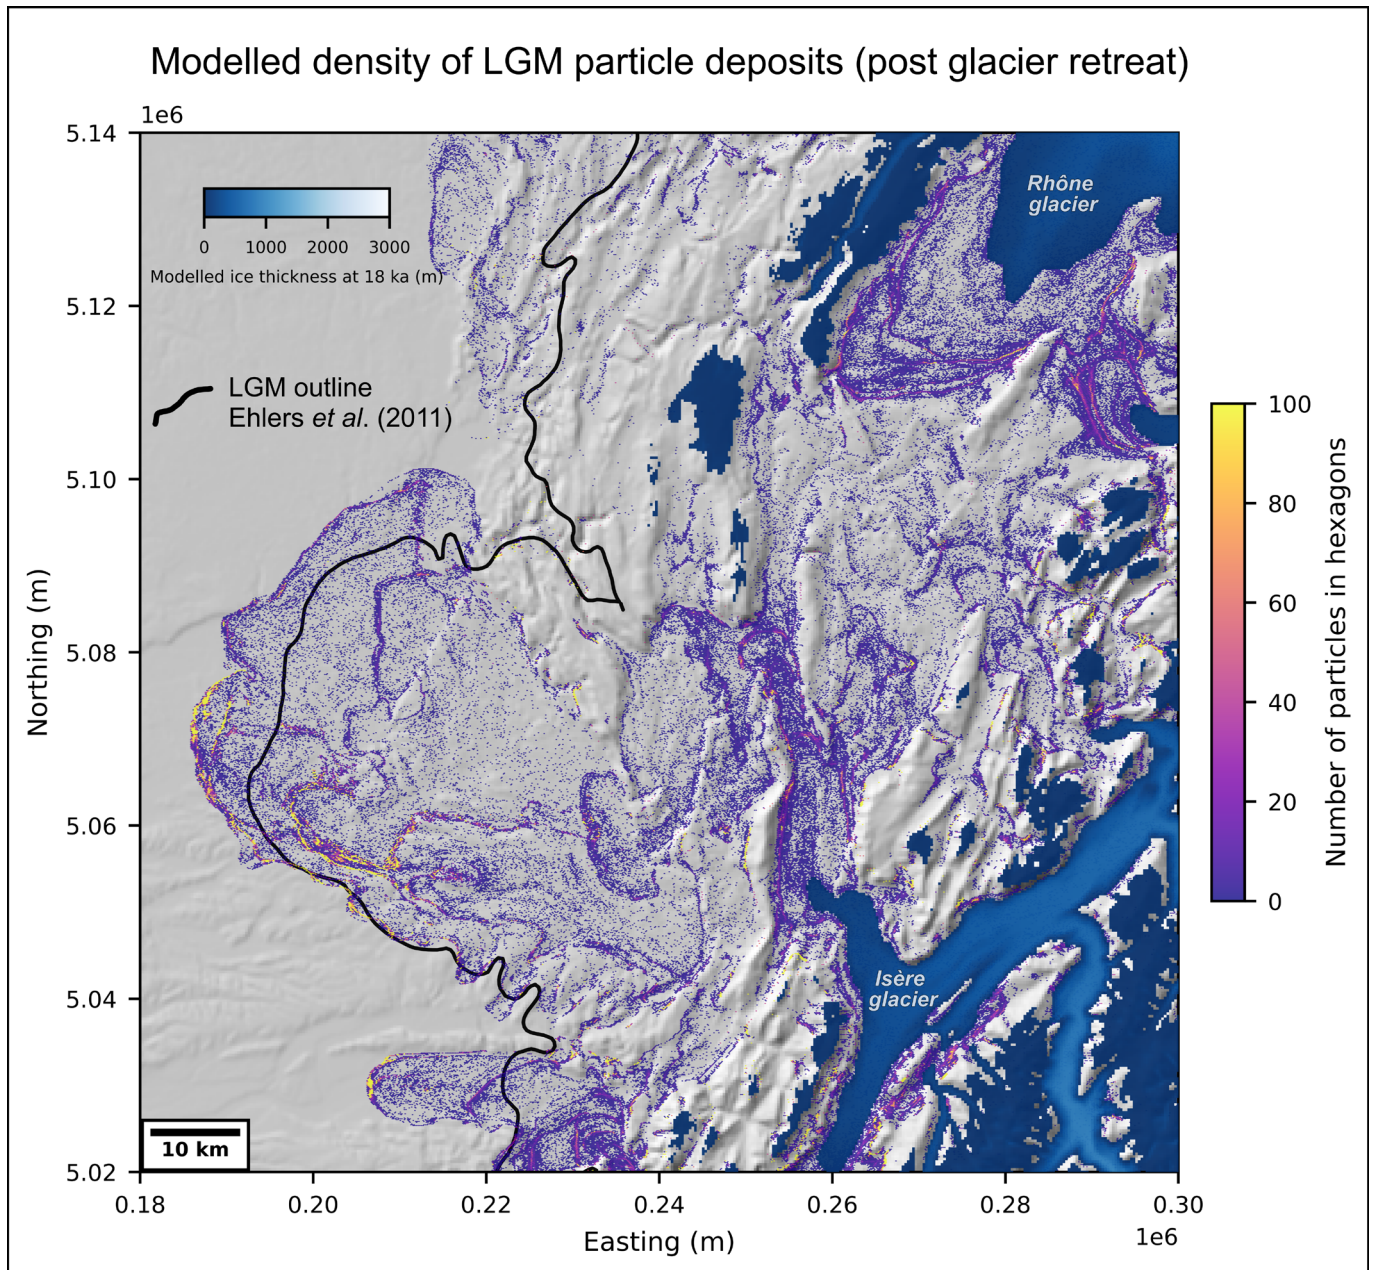 Modelled density of LGM particle deposits (post glacier retreat)
1e6
5.14
5.12
5.10
5.08
5.06
5.04
5.02
Northing (m)
0 1000 2000 3000
Modelled ice thickness at 18 ka (m)
LGM outline
Ehlers et al. (2011)
Rhône
glacier
Isère
glacier
10 km
0.18 0.20 0.22 0.24 0.26 0.28 0.30
Easting (m)
1e6
100
80
60
40
20
0
Number of particles in hexagons